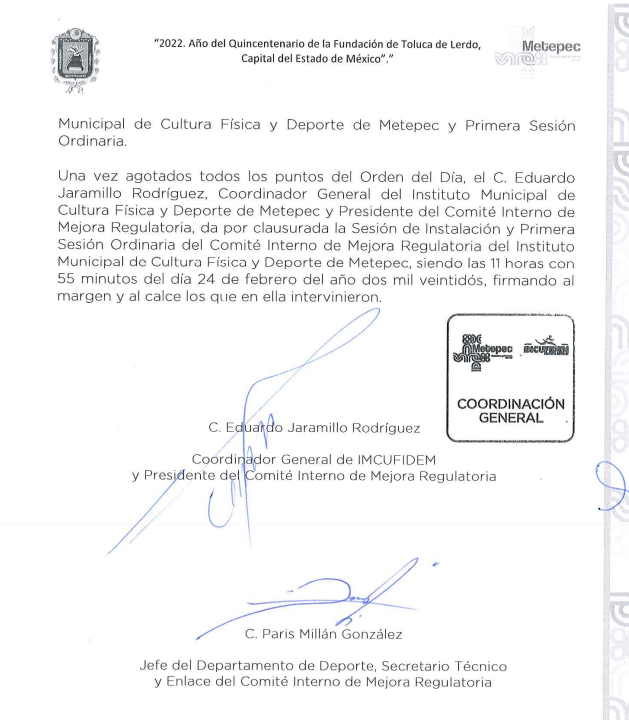 "2022. Año del Quincentenario de la Fundación de Toluca de Lerdo,
Capital del Estado de México"."
Metepec
Municipal de Cultura Física y Deporte de Metepec y Primera Sesión
Ordinaria.
Una vez agotados todos los puntos del Orden del Día, el C. Eduardo
Jaramillo Rodríguez, Coordinador General del Instituto Municipal de
Cultura Física y Deporte de Metepec y Presidente del Comité Interno de
Mejora Regulatoria, da por clausurada la Sesión de Instalación y Primera
Sesión Ordinaria del Comité Interno de Mejora Regulatoria del Instituto
Municipal de Cultura Física y Deporte de Metepec, siendo las 11 horas con
55 minutos del día 24 de febrero del año dos mil veintidós, firmando al
margen y al calce los que en ella intervinieron.
Metepec IMCUFIDEM
COORDINACIÓN
GENERAL
C. Eduardo Jaramillo Rodríguez
Coordinador General de IMCUFIDEM
y Presidente del Comité Interno de Mejora Regulatoria
C. Paris Millán González
Jefe del Departamento de Deporte, Secretario Técnico
y Enlace del Comité Interno de Mejora Regulatoria